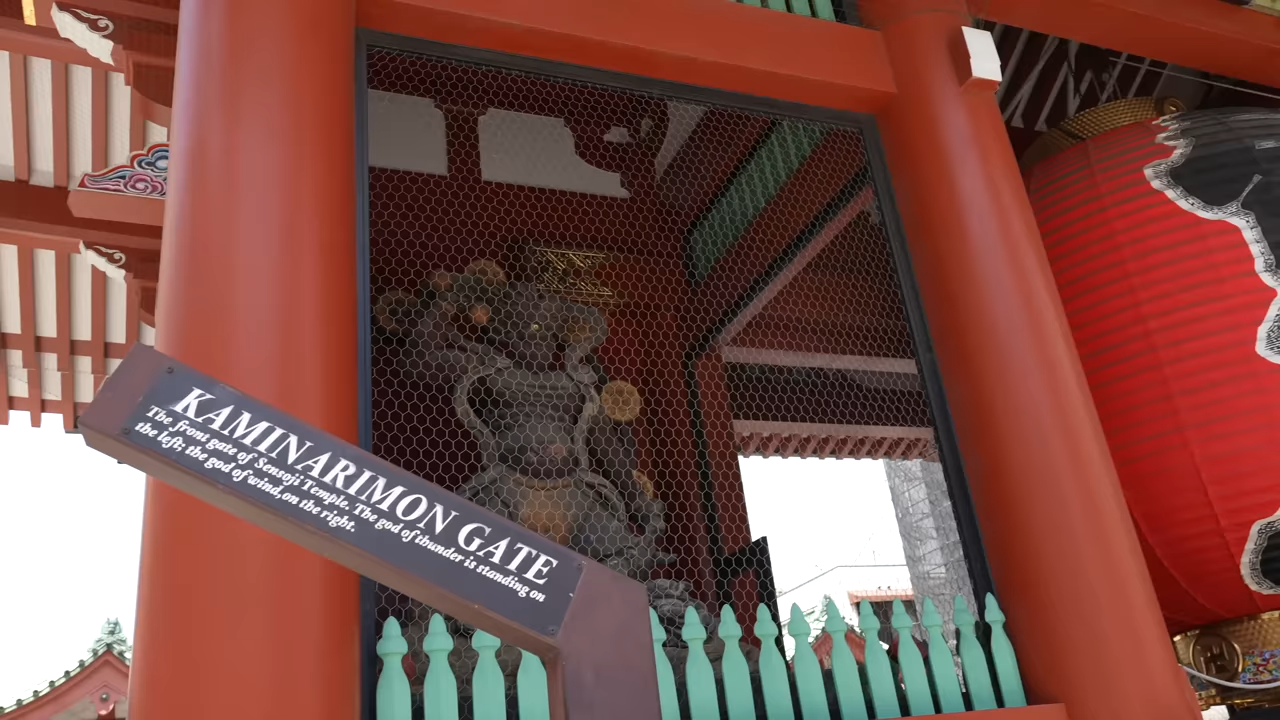 KAMINARIMON GATE
The front gate of Sensoji Temple. The god of thunder is standing on
the left; the god of wind, on the right.